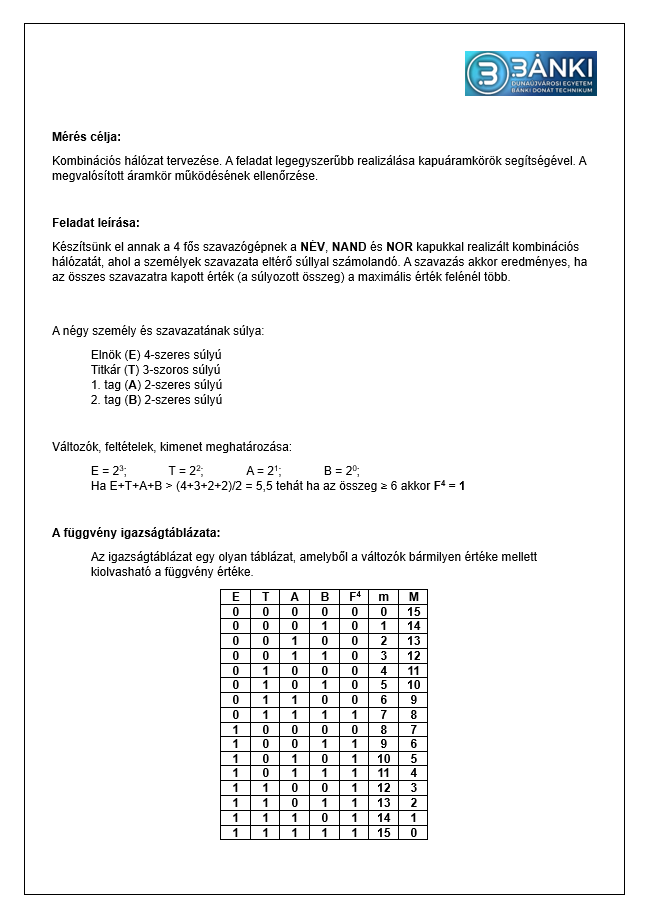 BÁNKI
DUNAÚJVÁROSI EGYETEM
BÁNKI DONÁT TECHNIKUM
Mérés célja:
Kombinációs hálózat tervezése. A feladat legegyszerűbb realizálása kapuáramkörök segítségével. A
megvalósított áramkör működésének ellenőrzése.
Feladat leírása:
Készítsünk el annak a 4 fős szavazógépnek a NÉV, NAND és NOR kapukkal realizált kombinációs
hálózatát, ahol a személyek szavazata eltérő súllyal számolandó. A szavazás akkor eredményes, ha
az összes szavazatra kapott érték (a súlyozott összeg) a maximális érték felénél több.
A négy személy és szavazatának súlya:
Elnök (E) 4-szeres súlyú
Titkár (T) 3-szoros súlyú
1. tag (A) 2-szeres súlyú
2. tag (B) 2-szeres súlyú
Változók, feltételek, kimenet meghatározása:
E = 2³; T = 2²; A = 2¹; B = 2⁰;
Ha E+T+A+B > (4+3+2+2)/2 = 5,5 tehát ha az összeg ≥ 6 akkor F⁴ = 1
A függvény igazságtáblázata:
Az igazságtáblázat egy olyan táblázat, amelyből a változók bármilyen értéke mellett
kiolvasható a függvény értéke.
E T A B F⁴ m M
0 0 0 0 0 0 15
0 0 0 1 0 1 14
0 0 1 0 0 2 13
0 0 1 1 0 3 12
0 1 0 0 0 4 11
0 1 0 1 0 5 10
0 1 1 0 0 6 9
0 1 1 1 1 7 8
1 0 0 0 0 8 7
1 0 0 1 1 9 6
1 0 1 0 1 10 5
1 0 1 1 1 11 4
1 1 0 0 1 12 3
1 1 0 1 1 13 2
1 1 1 0 1 14 1
1 1 1 1 1 15 0